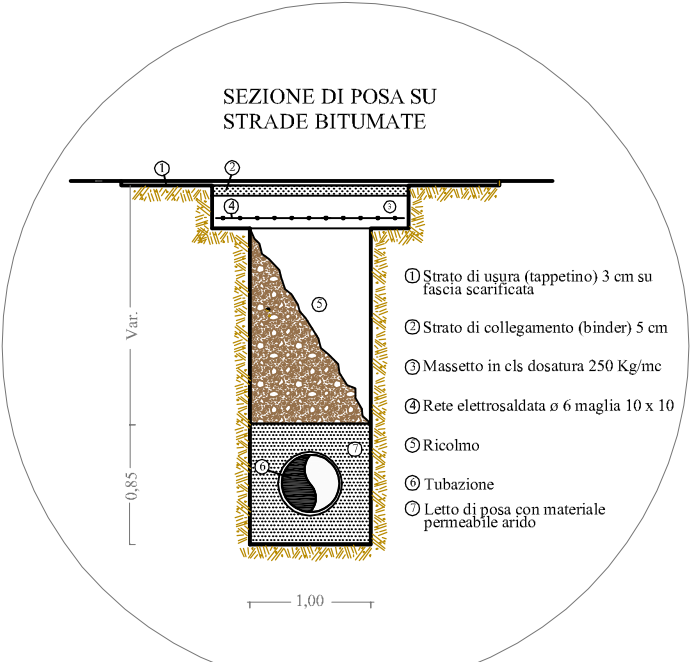 SEZIONE DI POSA SU
STRADE BITUMATE
1
2
4
3
5
Var.
7
6
0,85
1,00
1 Strato di usura (tappetino) 3 cm su
fascia scarificata
2 Strato di collegamento (binder) 5 cm
3 Massetto in cls dosatura 250 Kg/mc
4 Rete elettrosaldata ø 6 maglia 10 x 10
5 Ricolmo
6 Tubazione
7 Letto di posa con materiale
permeabile arido